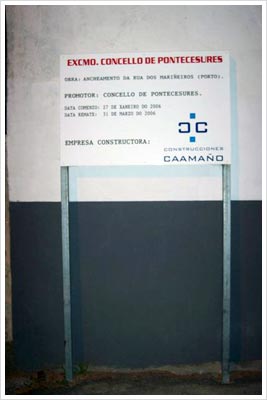 EXCMO. CONCELLO DE PONTECESURES
OBRA: ANCHEAMENTO DA RUA DOS MARIÑEIROS (PORTO).
PROMOTOR: CONCELLO DE PONTECESURES.
DATA COMENZO: 27 DE XANEIRO DO 2006
DATA REMATE: 31 DE MARZO DO 2006
EMPRESA CONSTRUCTORA:
CONSTRUCCIONES
CAAMAÑO